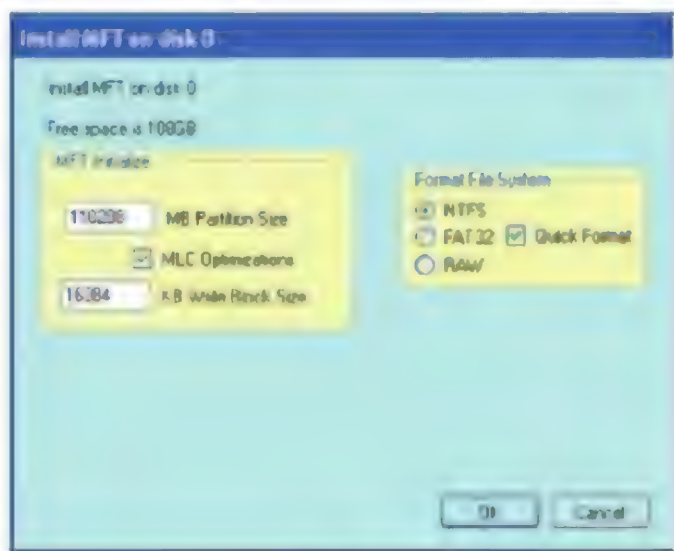 Install MFT on disk 0
Install MFT on disk 0
Free space is 108GB
MFT Initialize
MB Partition Size
MLC Optimizations
16384 KB Write Block Size
Format File System
NTFS
FAT32
Quick Format
RAW
OK
Cancel